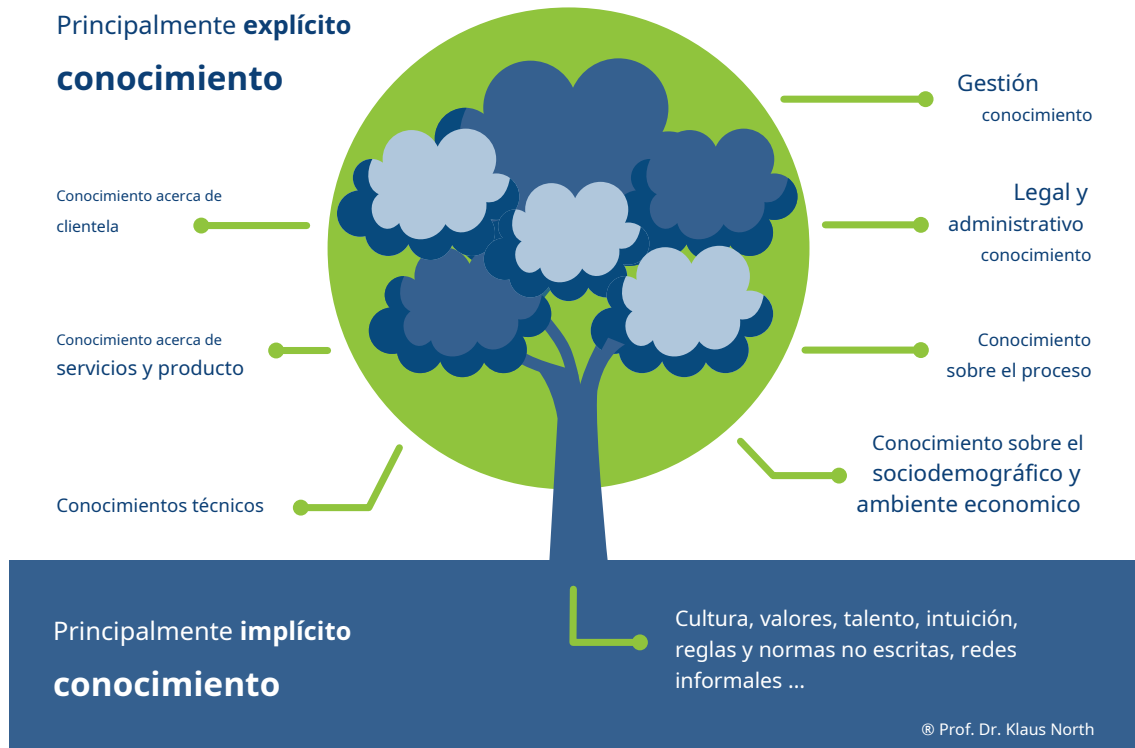 Principalmente explícito
conocimiento
Conocimiento acerca de
clientela
Conocimiento acerca de
servicios y producto
Conocimientos técnicos
Gestión
conocimiento
Legal y
administrativo
conocimiento
Conocimiento
sobre el proceso
Conocimiento sobre el
sociodemográfico y
ambiente economico
Principalmente implícito
conocimiento
Cultura, valores, talento, intuición,
reglas y normas no escritas, redes
informales ...
® Prof. Dr. Klaus North